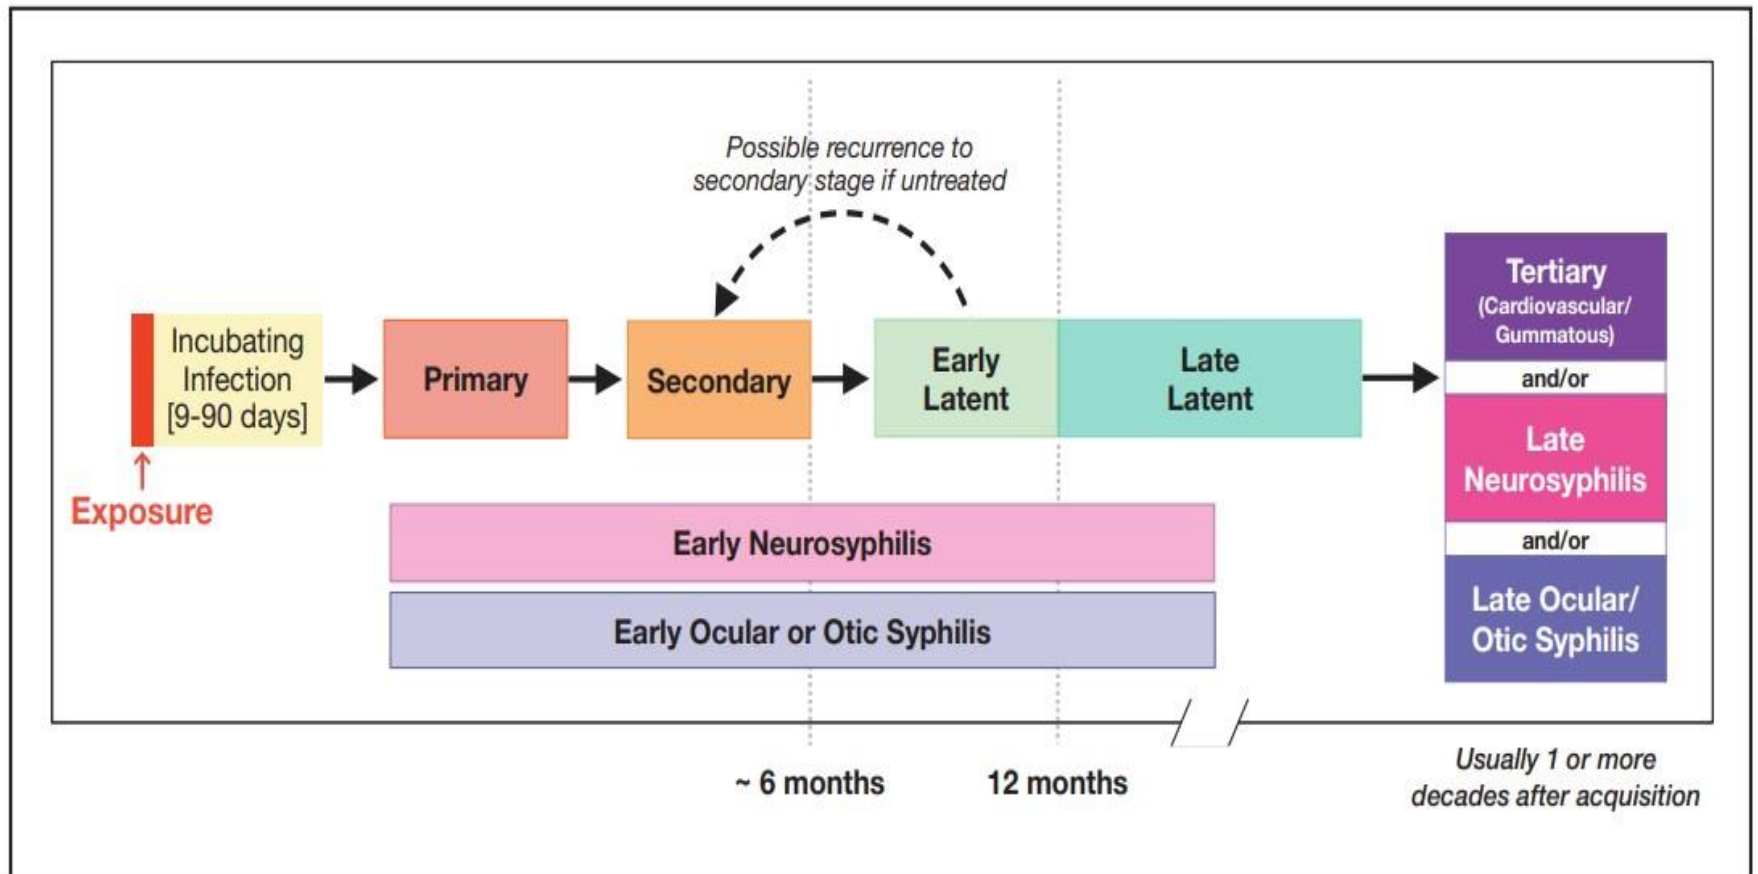 Possible recurrence to
secondary stage if untreated
Exposure
Incubating
Infection
[9-90 days]
Primary
Secondary
Early
Latent
Late
Latent
Tertiary
(Cardiovascular/
Gummatous)
and/or
Late
Neurosyphilis
and/or
Late Ocular/
Otic Syphilis
Early Neurosyphilis
Early Ocular or Otic Syphilis
~ 6 months
12 months
Usually 1 or more
decades after acquisition